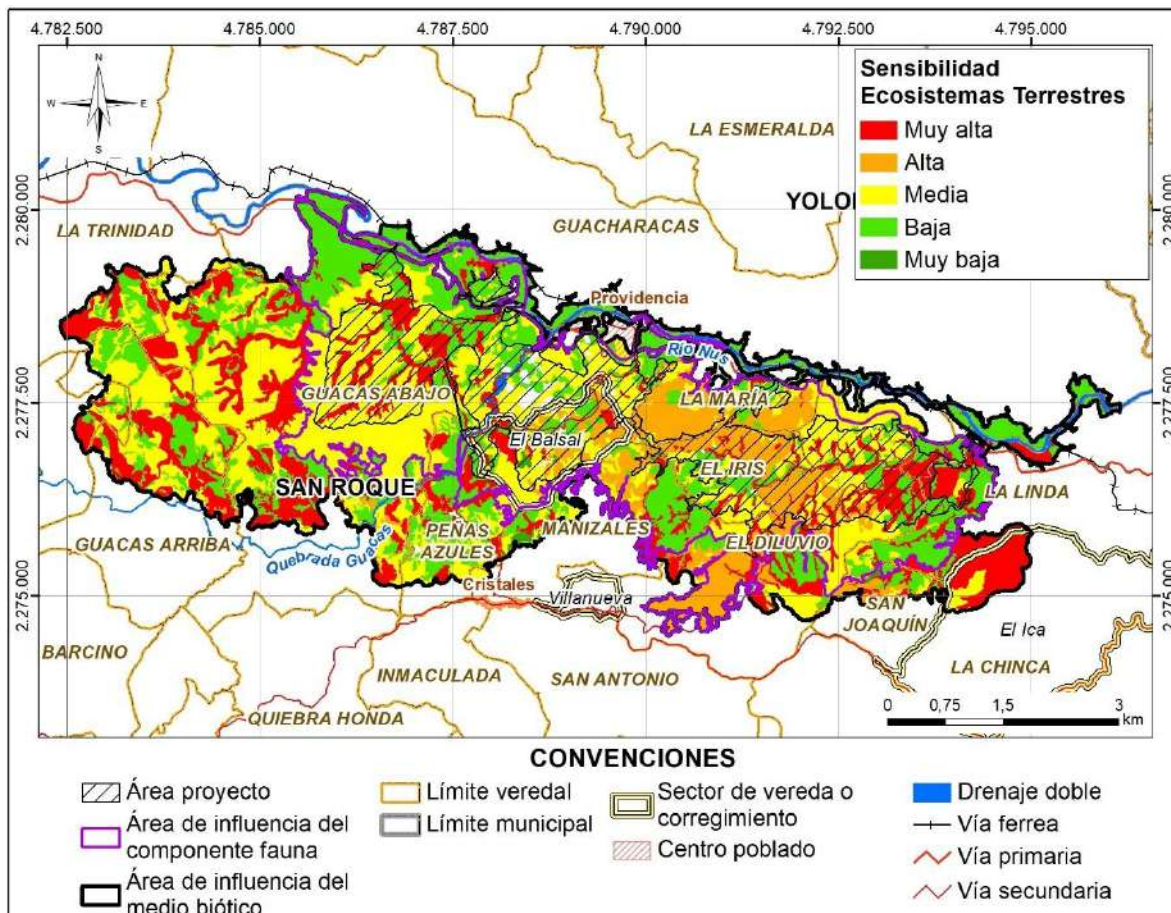 4.782.500 4.785.000 4.787.500 4.790.000 4.792.500 4.795.000
N
W E
S
Sensibilidad
Ecosistemas Terrestres
Muy alta
Alta
Media
Baja
Muy baja
LA ESMERALDA
2.280.000
2.280.000
LA TRINIDAD
GUACHARACAS
Providencia
Río Nus
2.277.500
GUACAS ABAJO
LA MARÍA
El Balsal
EL IRIS
SAN ROQUE
LA LINDA
PEÑAS
AZULES
MANIZALES
GUACAS ARRIBA
Quebrada Guacas
EL DILUVIO
2.275.000
2.275.000
Cristales
Villanueva
SAN
JOAQUÍN
El Ica
BARCINO
INMACULADA
SAN ANTONIO
LA CHINCA
QUIEBRA HONDA
0 0,75 1,5 3
km
CONVENCIONES
Área proyecto
Área de influencia del
componente fauna
Área de influencia del
medio biótico
Límite veredal
Límite municipal
Sector de vereda o
corregimiento
Centro poblado
Drenaje doble
Vía ferrea
Vía primaria
Vía secundaria